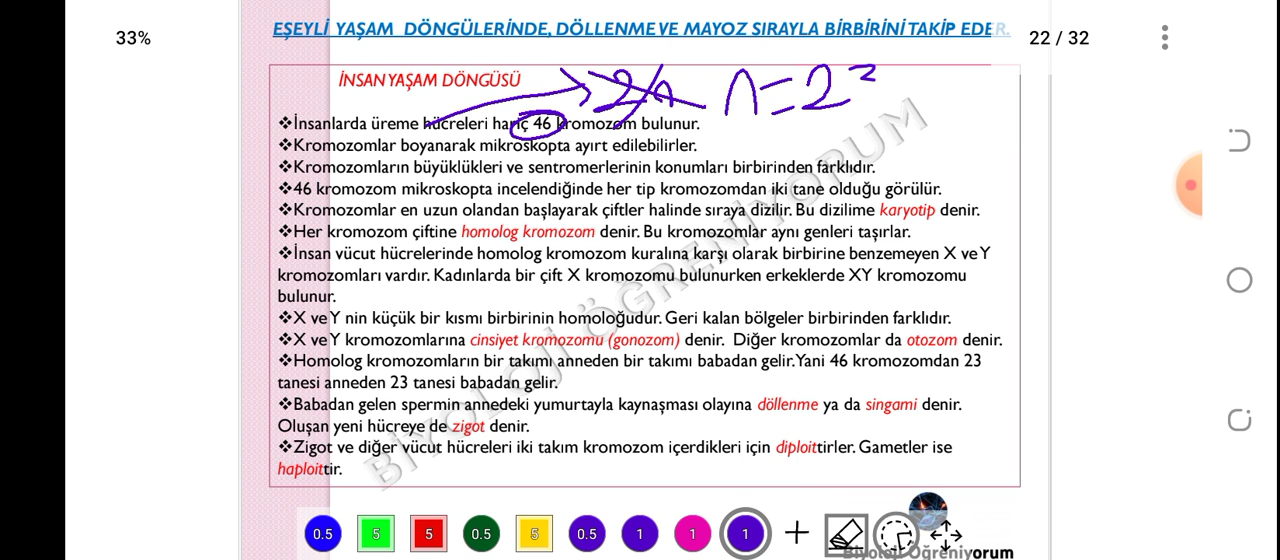 33%
EŞEYLİ YAŞAM DÖNGÜLERİNDE, DÖLLENME VE MAYOZ SIRAYLA BİRBİRİNİ TAKİP EDER.
22 / 32
İNSAN YAŞAM DÖNGÜSÜ
2n n=2²
❖İnsanlarda üreme hücreleri hariç 46 kromozom bulunur.
❖Kromozomlar boyanarak mikroskopta ayırt edilebilirler.
❖Kromozomların büyüklükleri ve sentromerlerinin konumları birbirinden farklıdır.
❖46 kromozom mikroskopta incelendiğinde her tip kromozomdan iki tane olduğu görülür.
❖Kromozomlar en uzun olandan başlayarak çiftler halinde sıraya dizilir. Bu dizilime karyotip denir.
❖Her kromozom çiftine homolog kromozom denir. Bu kromozomlar aynı genleri taşırlar.
❖İnsan vücut hücrelerinde homolog kromozom kuralına karşı olarak birbirine benzemeyen X ve Y
kromozomları vardır. Kadınlarda bir çift X kromozomu bulunurken erkeklerde XY kromozomu
bulunur.
❖X ve Y nin küçük bir kısmı birbirinin homoloğudur. Geri kalan bölgeler birbirinden farklıdır.
❖X ve Y kromozomlarına cinsiyet kromozomu (gonozom) denir. Diğer kromozomlar da otozom denir.
❖Homolog kromozomların bir takımı anneden bir takımı babadan gelir. Yani 46 kromozomdan 23
tanesi anneden 23 tanesi babadan gelir.
❖Babadan gelen spermin annedeki yumurtayla kaynaşması olayına döllenme ya da singami denir.
Oluşan yeni hücreye de zigot denir.
❖Zigot ve diğer vücut hücreleri iki takım kromozom içerdikleri için diploittirler. Gametler ise
haploittir.
BİYOLOJİ ÖĞRENİYORUM
0.5 5 5 0.5 5 0.5 1 1 1
Biyoloji Öğreniyorum